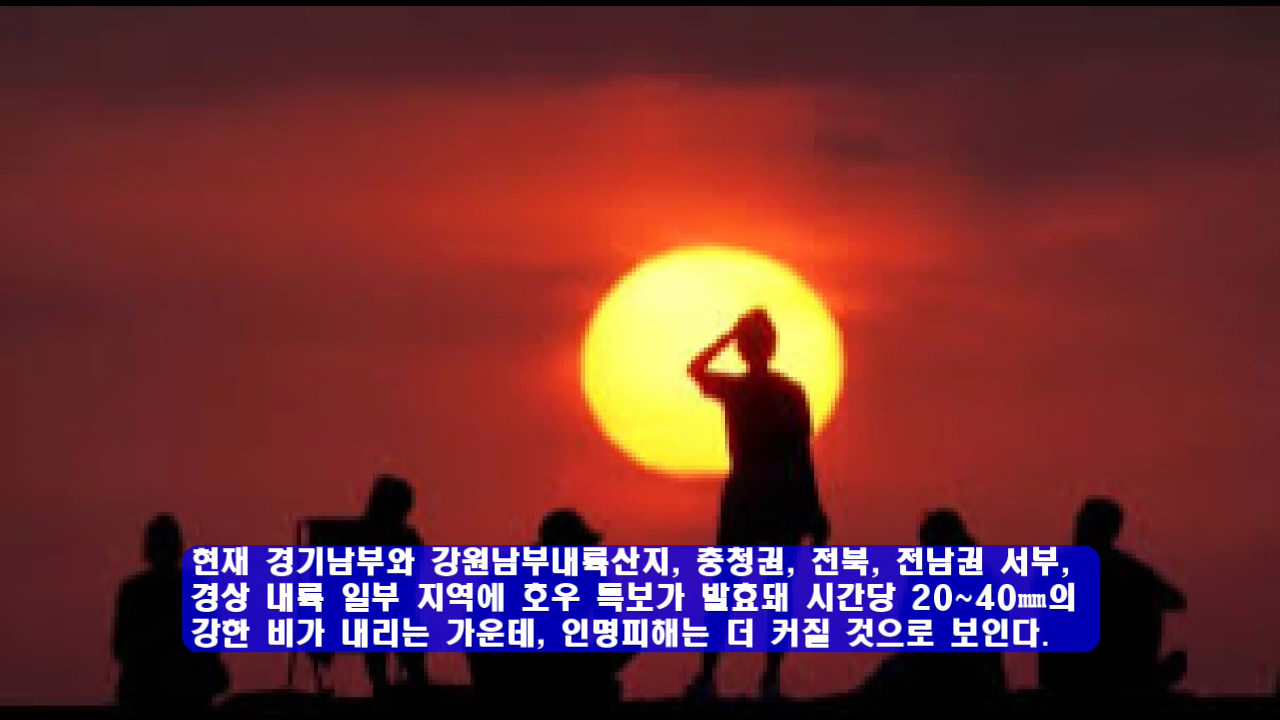 현재 경기남부와 강원남부내륙산지, 충청권, 전북, 전남권 서부,
경상 내륙 일부 지역에 호우 특보가 발효돼 시간당 20~40㎜의
강한 비가 내리는 가운데, 인명피해는 더 커질 것으로 보인다.